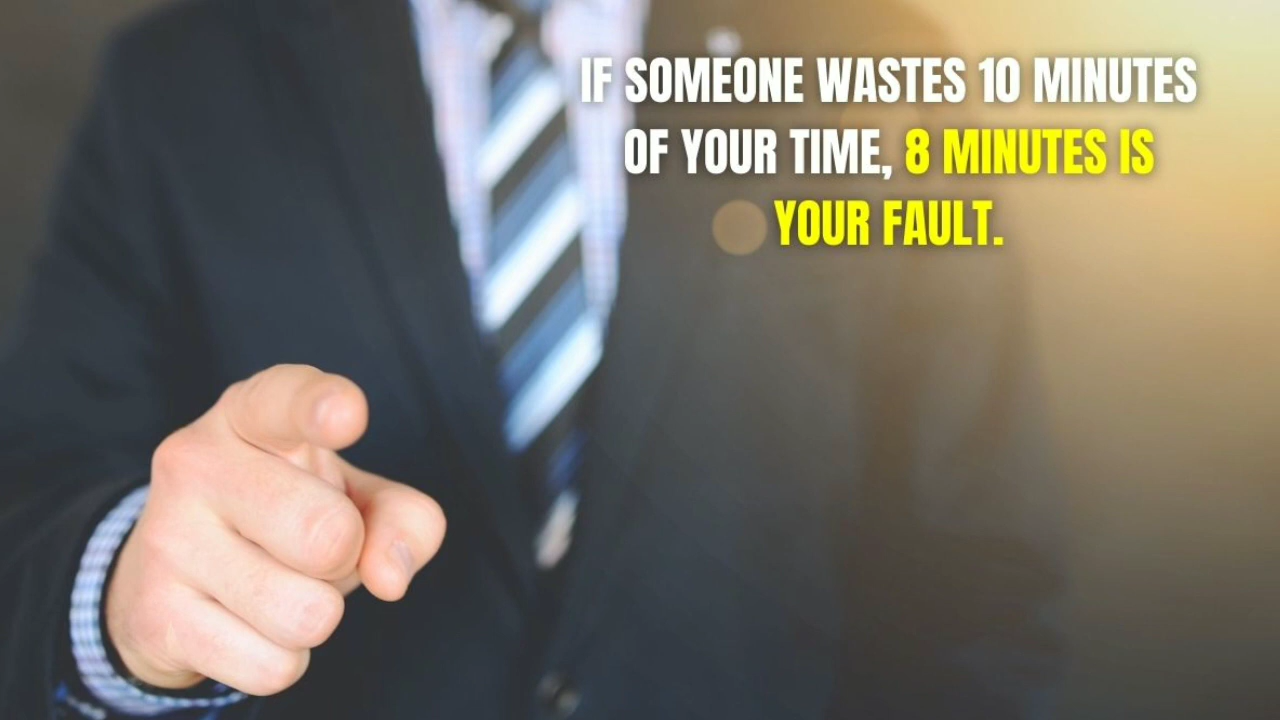 IF SOMEONE WASTES 10 MINUTES
OF YOUR TIME, 8 MINUTES IS
YOUR FAULT.